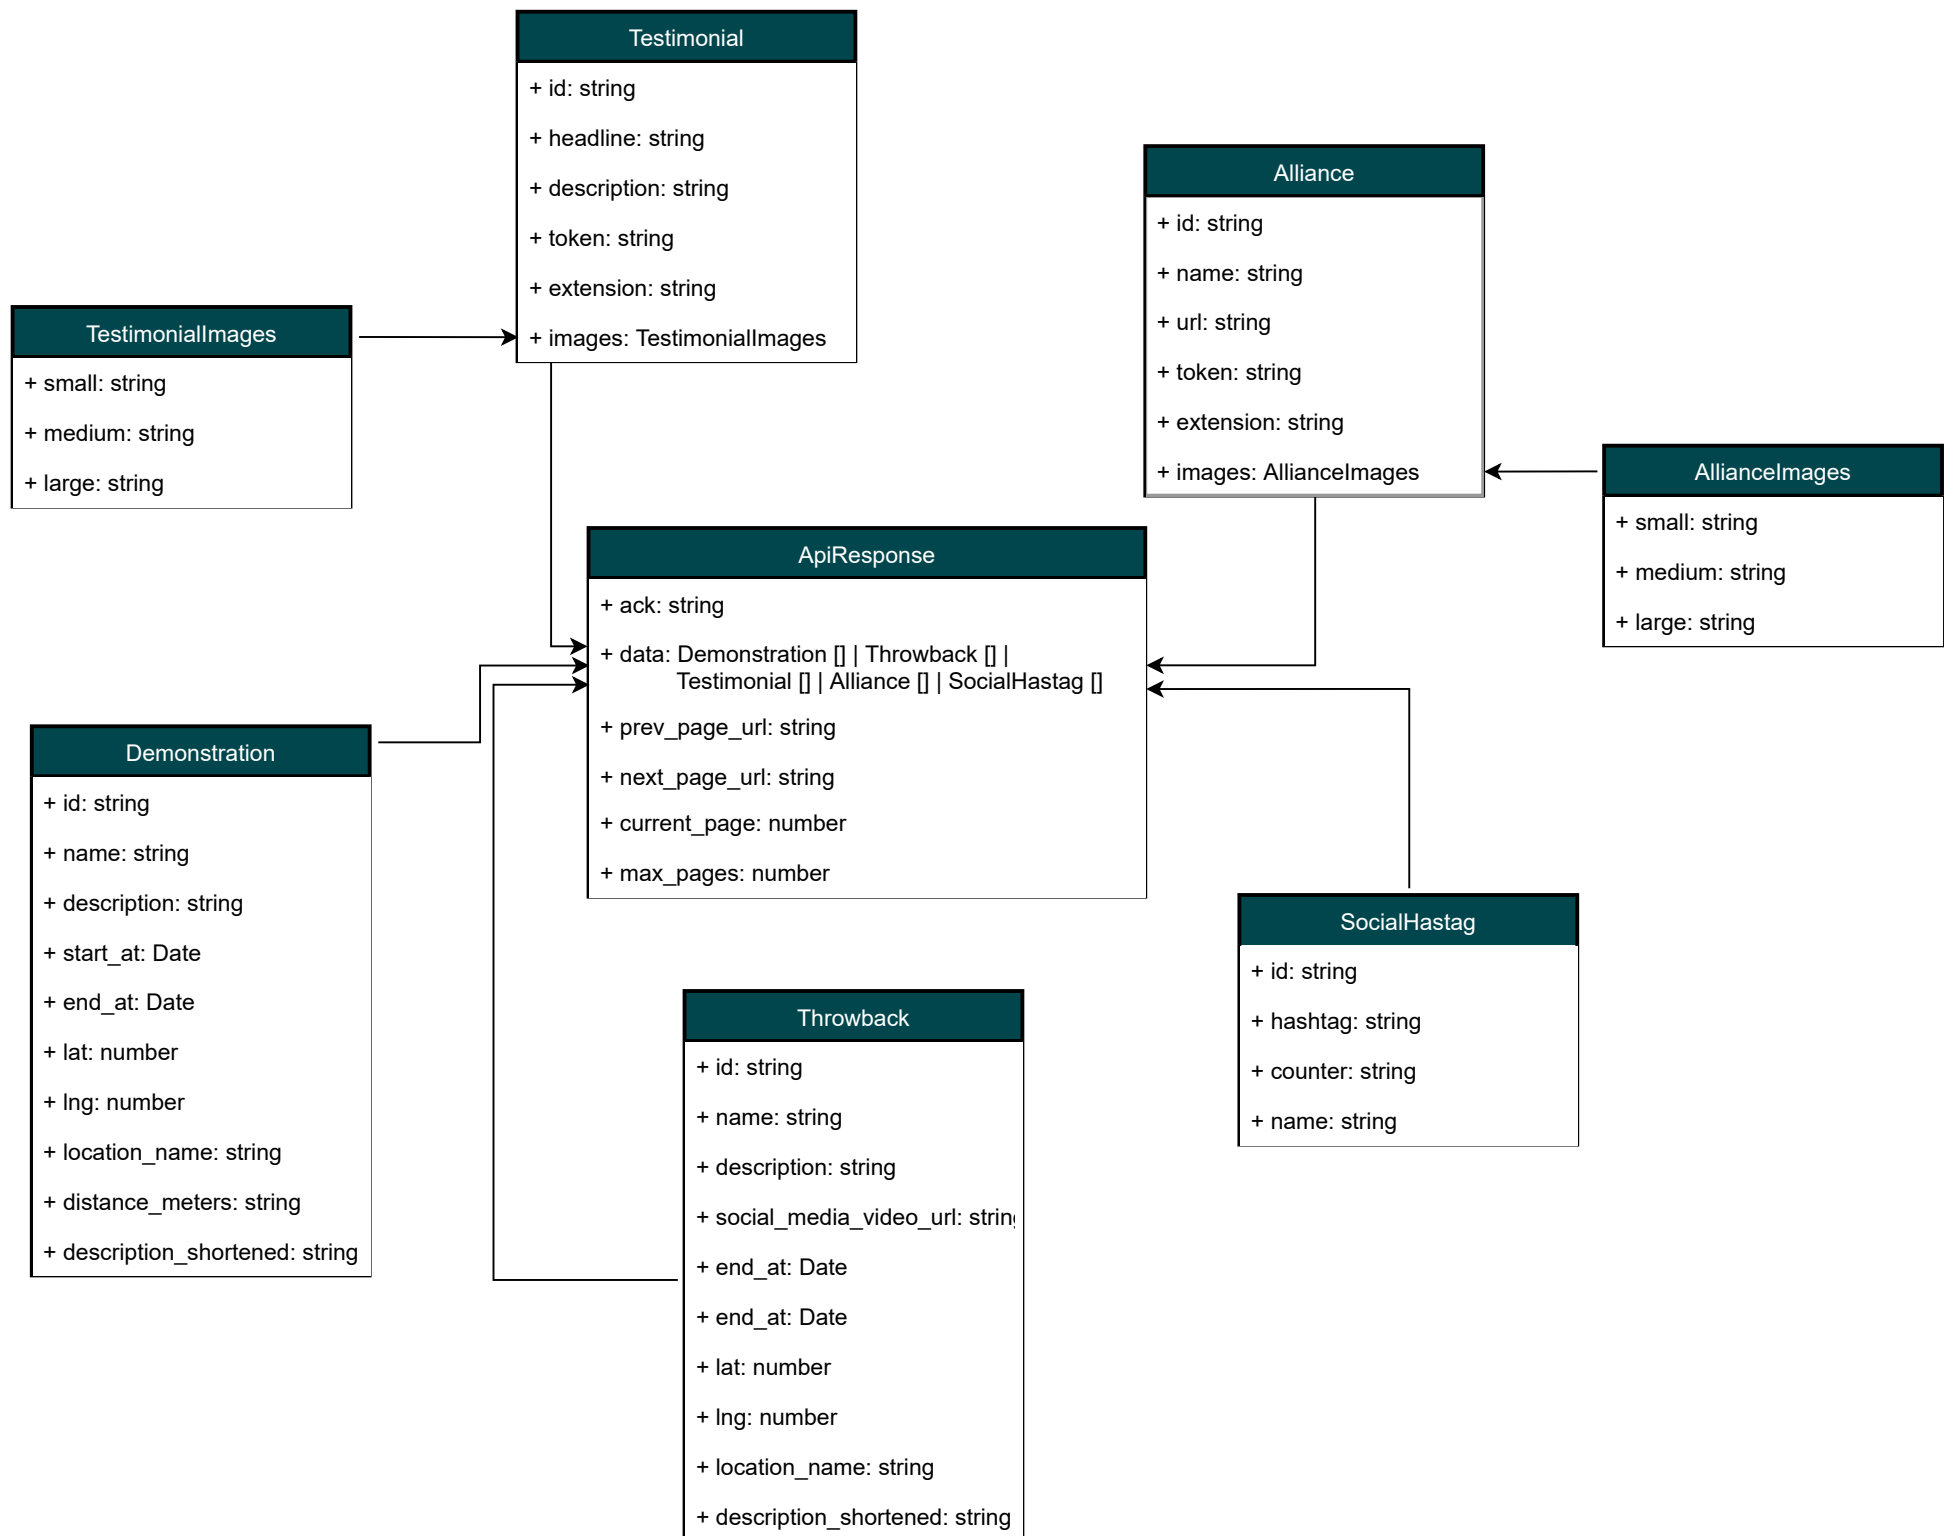 Testimonial
+ id: string
+ headline: string
+ description: string
+ token: string
+ extension: string
+ images: TestimonialImages
Alliance
+ id: string
+ name: string
+ url: string
+ token: string
+ extension: string
+ images: AllianceImages
TestimonialImages
+ small: string
+ medium: string
+ large: string
AllianceImages
+ small: string
+ medium: string
+ large: string
ApiResponse
+ ack: string
+ data: Demonstration [] | Throwback [] |
Testimonial [] | Alliance [] | SocialHastag []
+ prev_page_url: string
+ next_page_url: string
+ current_page: number
+ max_pages: number
Demonstration
+ id: string
+ name: string
+ description: string
+ start_at: Date
+ end_at: Date
+ lat: number
+ lng: number
+ location_name: string
+ distance_meters: string
+ description_shortened: string
SocialHastag
+ id: string
+ hashtag: string
+ counter: string
+ name: string
Throwback
+ id: string
+ name: string
+ description: string
+ social_media_video_url: string
+ end_at: Date
+ end_at: Date
+ lat: number
+ lng: number
+ location_name: string
+ description_shortened: string